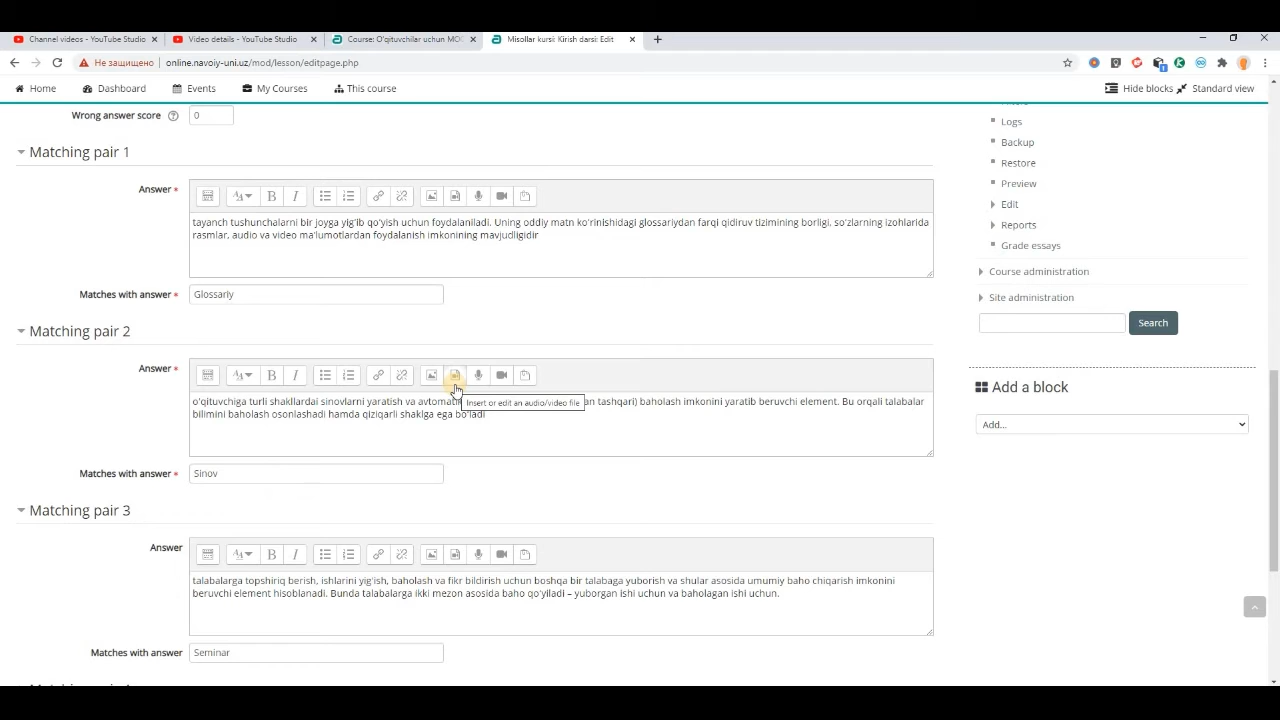 Channel videos - YouTube Studio
Video details - YouTube Studio
Course: O'qituvchilar uchun MOO
Misollar kursi: Kirish darsi: Edit
Не защищено
online.navoiy-uni.uz/mod/lesson/editpage.php
Home
Dashboard
Events
My Courses
This course
Hide blocks
Standard view
Wrong answer score
0
Logs
Backup
Restore
Preview
Edit
Reports
Grade essays
Course administration
Site administration
Search
Add a block
Add...
Matching pair 1
Answer
tayanch tushunchalarni bir joyga yig'ib qo'yish uchun foydalaniladi. Uning oddiy matn ko'rinishidagi glossariydan farqi qidiruv tizimining borligi, so'zlarning izohlarida
rasmlar, audio va video ma'lumotlardan foydalanish imkonining mavjudligidir
Matches with answer
Glossariy
Matching pair 2
Answer
o'qituvchiga turli shakllardai sinovlarni yaratish va avtomatik
an tashqari) baholash imkonini yaratib beruvchi element. Bu orqali talabalar
Insert or edit an audio/video file
bilimini baholash osonlashadi hamda qiziqarli shaklga ega bo'ladi
Matches with answer
Sinov
Matching pair 3
Answer
talabalarga topshiriq berish, ishlarini yig'ish, baholash va fikr bildirish uchun boshqa bir talabaga yuborish va shular asosida umumiy baho chiqarish imkonini
beruvchi element hisoblanadi. Bunda talabalarga ikki mezon asosida baho qo'yiladi – yuborgan ishi uchun va baholagan ishi uchun.
Matches with answer
Seminar